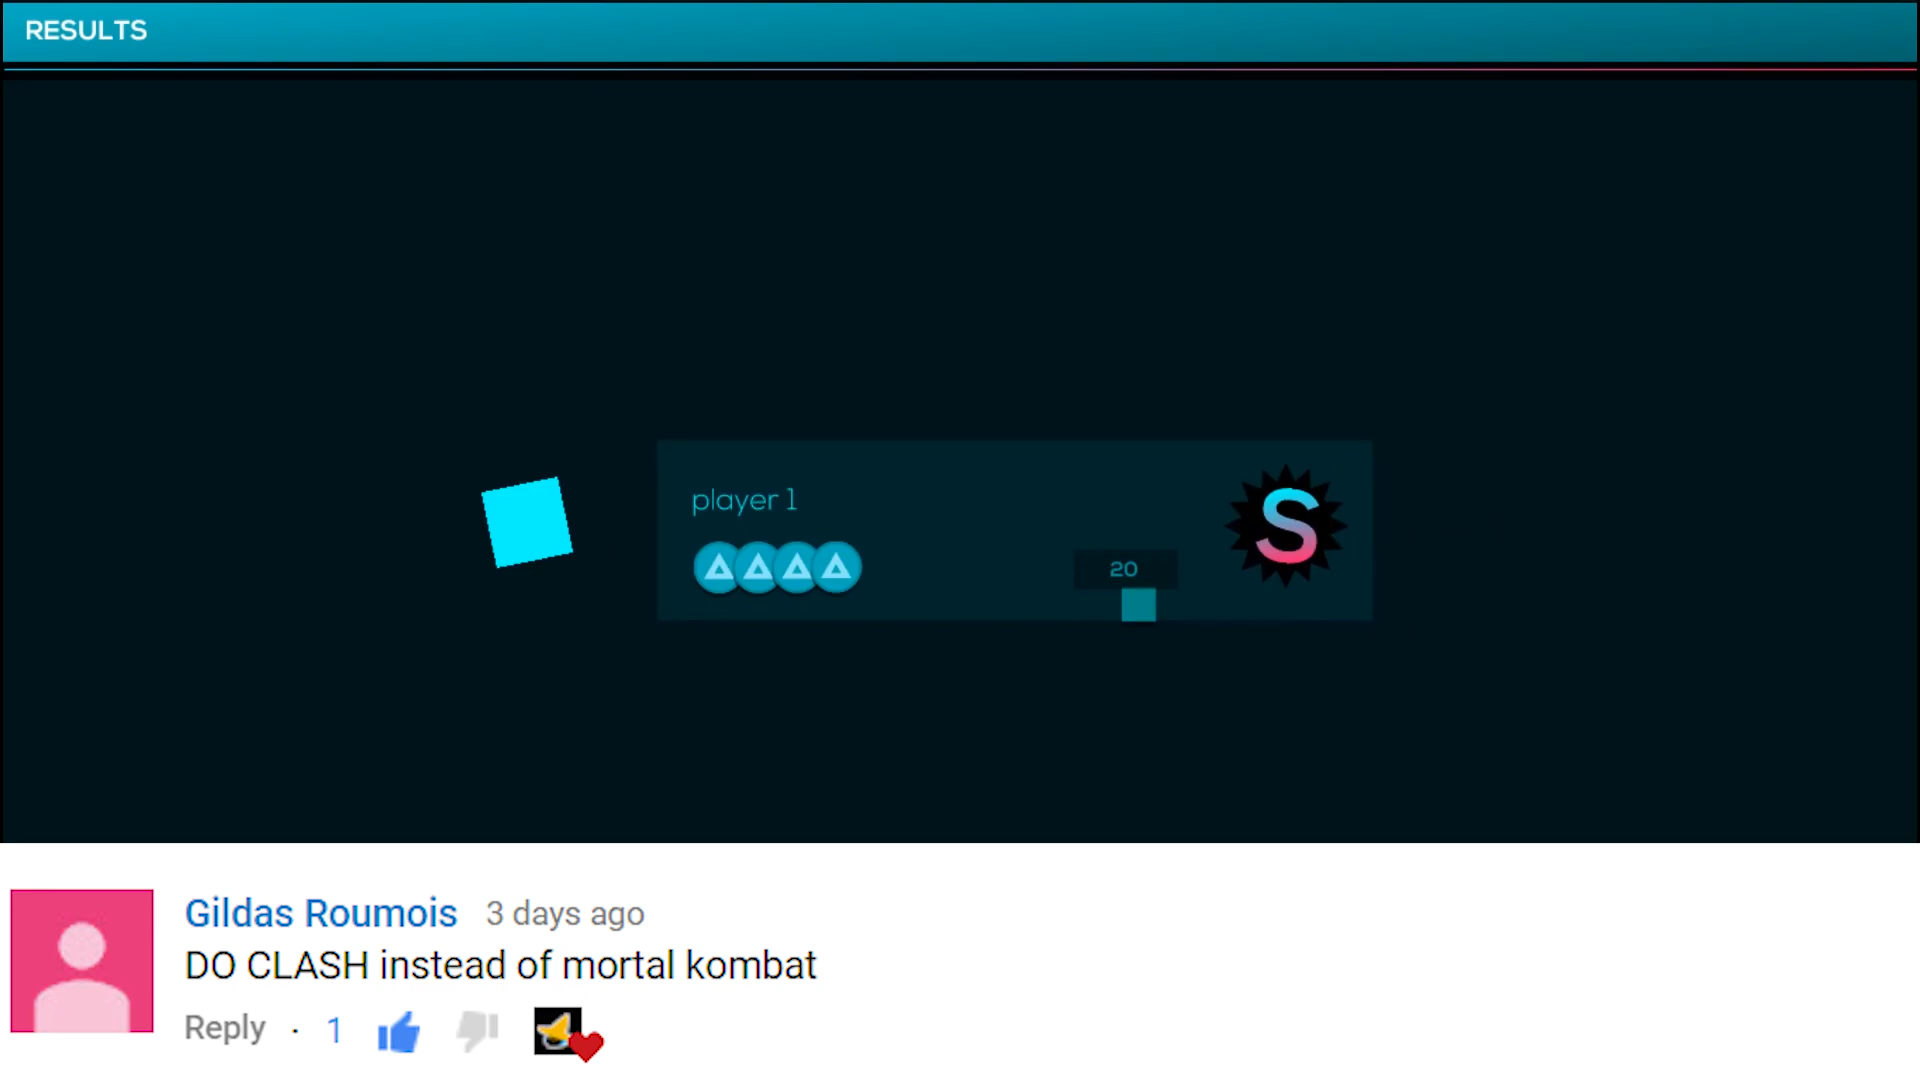 RESULTS
player 1
20
S
Gildas Roumois 3 days ago
DO CLASH instead of mortal kombat
Reply · 1